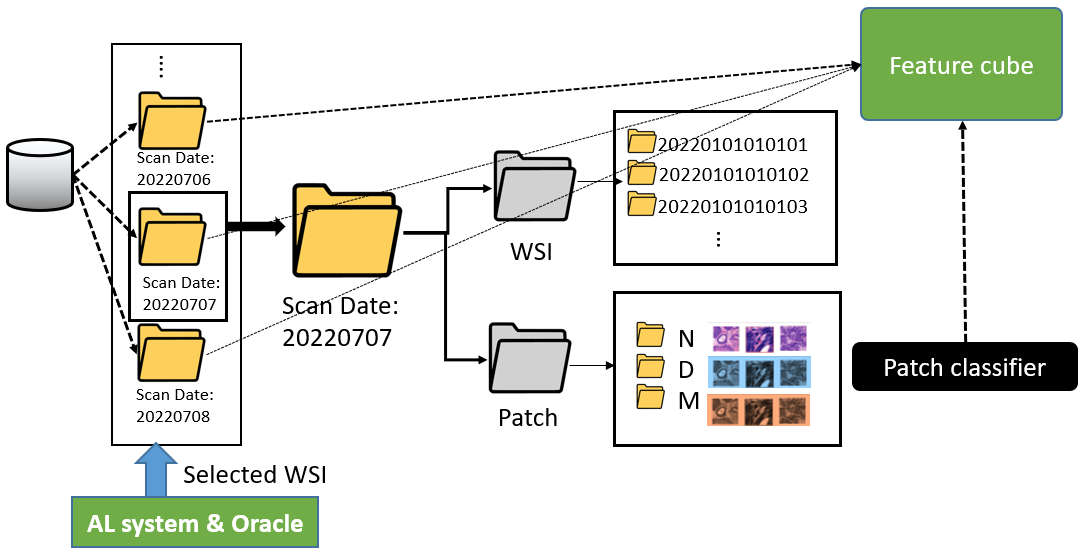 Feature cube
⋮
Scan Date:
20220706
Scan Date:
20220707
Scan Date:
20220708
Scan Date:
20220707
WSI
20220101010101
20220101010102
20220101010103
⋮
Patch
N
D
M
Patch classifier
Selected WSI
AL system & Oracle